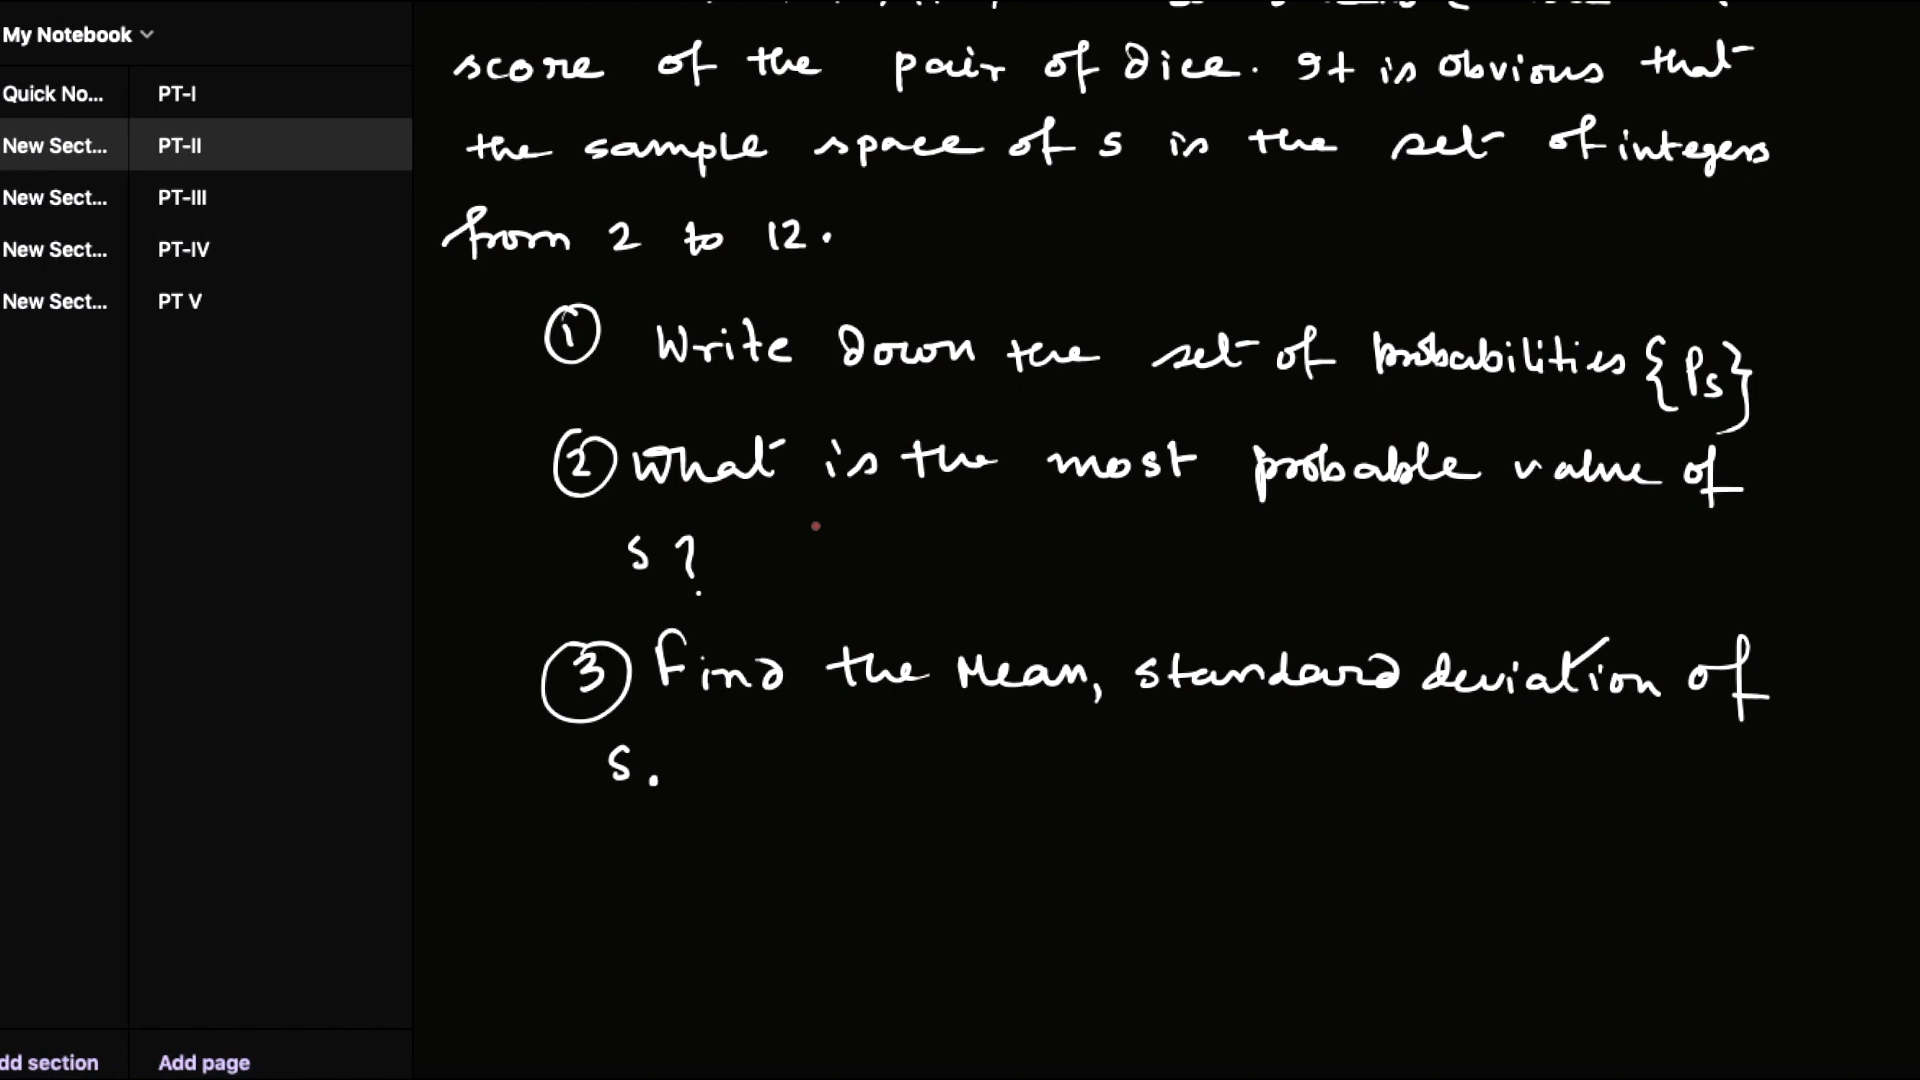 My Notebook
Quick No...
New Sect...
New Sect...
New Sect...
New Sect...
PT-I
PT-II
PT-III
PT-IV
PT V
dd section
Add page
score of the pair of dice. It is obvious that
the sample space of s is the set of integers
from 2 to 12.
① Write down the set of probabilities {Ps}
② What is the most probable value of
s ?
③ Find the Mean, standard deviation of
s.